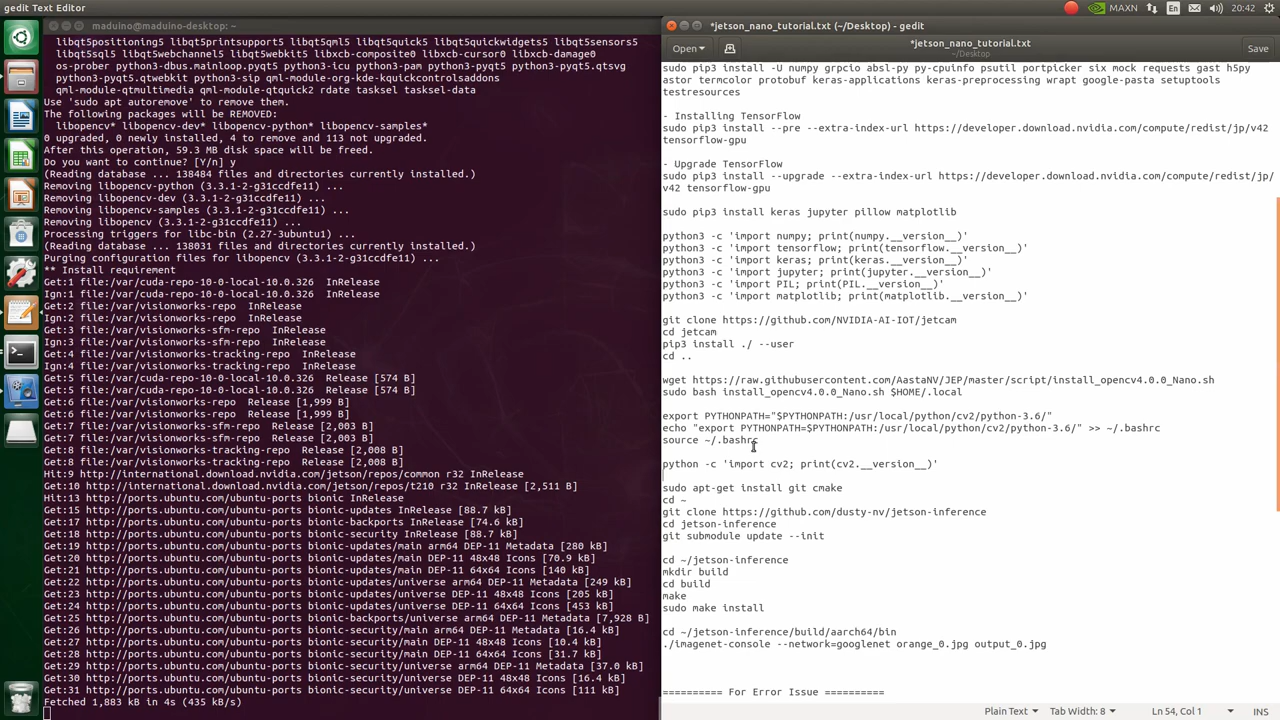 gedit Text Editor
MAXN
En
20:42
maduino@maduino-desktop: ~
libqt5positioning5 libqt5printsupport5 libqt5qml5 libqt5quick5 libqt5quickwidgets5 libqt5sensors5
libqt5sql5 libqt5webchannel5 libqt5webkit5 libxcb-composite0 libxcb-cursor0 libxcb-damage0
os-prober python3-dbus.mainloop.pyqt5 python3-icu python3-pam python3-pyqt5 python3-pyqt5.qtsvg
python3-pyqt5.qtwebkit python3-sip qml-module-org-kde-kquickcontrolsaddons
qml-module-qtmultimedia qml-module-qtquick2 rdate tasksel tasksel-data
Use 'sudo apt autoremove' to remove them.
The following packages will be REMOVED:
libopencv* libopencv-dev* libopencv-python* libopencv-samples*
0 upgraded, 0 newly installed, 4 to remove and 113 not upgraded.
After this operation, 59.3 MB disk space will be freed.
Do you want to continue? [Y/n] y
(Reading database ... 138484 files and directories currently installed.)
Removing libopencv-python (3.3.1-2-g31ccdfe11) ...
Removing libopencv-dev (3.3.1-2-g31ccdfe11) ...
Removing libopencv-samples (3.3.1-2-g31ccdfe11) ...
Removing libopencv (3.3.1-2-g31ccdfe11) ...
Processing triggers for libc-bin (2.27-3ubuntu1) ...
(Reading database ... 138031 files and directories currently installed.)
Purging configuration files for libopencv (3.3.1-2-g31ccdfe11) ...
** Install requirement
Get:1 file:/var/cuda-repo-10-0-local-10.0.326  InRelease
Ign:1 file:/var/cuda-repo-10-0-local-10.0.326  InRelease
Get:2 file:/var/visionworks-repo  InRelease
Ign:2 file:/var/visionworks-repo  InRelease
Get:3 file:/var/visionworks-sfm-repo  InRelease
Ign:3 file:/var/visionworks-sfm-repo  InRelease
Get:4 file:/var/visionworks-tracking-repo  InRelease
Ign:4 file:/var/visionworks-tracking-repo  InRelease
Get:5 file:/var/cuda-repo-10-0-local-10.0.326  Release [574 B]
Get:5 file:/var/cuda-repo-10-0-local-10.0.326  Release [574 B]
Get:6 file:/var/visionworks-repo  Release [1,999 B]
Get:6 file:/var/visionworks-repo  Release [1,999 B]
Get:7 file:/var/visionworks-sfm-repo  Release [2,003 B]
Get:7 file:/var/visionworks-sfm-repo  Release [2,003 B]
Get:8 file:/var/visionworks-tracking-repo  Release [2,008 B]
Get:8 file:/var/visionworks-tracking-repo  Release [2,008 B]
Hit:9 https://repo.download.nvidia.com/jetson/repos/common r32 InRelease
Get:10 https://international.download.nvidia.com/jetson/repos/t210 r32 InRelease [2,511 B]
Hit:13 http://ports.ubuntu.com/ubuntu-ports bionic InRelease
Get:15 http://ports.ubuntu.com/ubuntu-ports bionic-updates InRelease [88.7 kB]
Get:17 http://ports.ubuntu.com/ubuntu-ports bionic-backports InRelease [74.6 kB]
Get:18 http://ports.ubuntu.com/ubuntu-ports bionic-security InRelease [88.7 kB]
Get:19 http://ports.ubuntu.com/ubuntu-ports bionic-updates/main arm64 DEP-11 Metadata [280 kB]
Get:20 http://ports.ubuntu.com/ubuntu-ports bionic-updates/main DEP-11 48x48 Icons [70.9 kB]
Get:21 http://ports.ubuntu.com/ubuntu-ports bionic-updates/main DEP-11 64x64 Icons [140 kB]
Get:22 http://ports.ubuntu.com/ubuntu-ports bionic-updates/universe arm64 DEP-11 Metadata [249 kB]
Get:23 http://ports.ubuntu.com/ubuntu-ports bionic-updates/universe DEP-11 48x48 Icons [205 kB]
Get:24 http://ports.ubuntu.com/ubuntu-ports bionic-updates/universe DEP-11 64x64 Icons [453 kB]
Get:25 http://ports.ubuntu.com/ubuntu-ports bionic-backports/universe arm64 DEP-11 Metadata [7,928 B]
Get:26 http://ports.ubuntu.com/ubuntu-ports bionic-security/main arm64 DEP-11 Metadata [16.4 kB]
Get:27 http://ports.ubuntu.com/ubuntu-ports bionic-security/main DEP-11 48x48 Icons [10.4 kB]
Get:28 http://ports.ubuntu.com/ubuntu-ports bionic-security/main DEP-11 64x64 Icons [31.7 kB]
Get:29 http://ports.ubuntu.com/ubuntu-ports bionic-security/universe arm64 DEP-11 Metadata [37.0 kB]
Get:30 http://ports.ubuntu.com/ubuntu-ports bionic-security/universe DEP-11 48x48 Icons [16.4 kB]
Get:31 http://ports.ubuntu.com/ubuntu-ports bionic-security/universe DEP-11 64x64 Icons [111 kB]
Fetched 1,883 kB in 4s (435 kB/s)
*jetson_nano_tutorial.txt (~/Desktop) - gedit
Open
*jetson_nano_tutorial.txt
~/Desktop
Save
sudo pip3 install -U numpy grpcio absl-py py-cpuinfo psutil portpicker six mock requests gast h5py
astor termcolor protobuf keras-applications keras-preprocessing wrapt google-pasta setuptools
testresources
- Installing TensorFlow
sudo pip3 install --pre --extra-index-url https://developer.download.nvidia.com/compute/redist/jp/v42
tensorflow-gpu
- Upgrade TensorFlow
sudo pip3 install --upgrade --extra-index-url https://developer.download.nvidia.com/compute/redist/jp/
v42 tensorflow-gpu
sudo pip3 install keras jupyter pillow matplotlib
python3 -c 'import numpy; print(numpy.__version__)'
python3 -c 'import tensorflow; print(tensorflow.__version__)'
python3 -c 'import keras; print(keras.__version__)'
python3 -c 'import jupyter; print(jupyter.__version__)'
python3 -c 'import PIL; print(PIL.__version__)'
python3 -c 'import matplotlib; print(matplotlib.__version__)'
git clone https://github.com/NVIDIA-AI-IOT/jetcam
cd jetcam
pip3 install ./ --user
cd ..
wget https://raw.githubusercontent.com/AastaNV/JEP/master/script/install_opencv4.0.0_Nano.sh
sudo bash install_opencv4.0.0_Nano.sh $HOME/.local
export PYTHONPATH="$PYTHONPATH:/usr/local/python/cv2/python-3.6/"
echo "export PYTHONPATH=$PYTHONPATH:/usr/local/python/cv2/python-3.6/" >> ~/.bashrc
source ~/.bashrc
python -c 'import cv2; print(cv2.__version__)'
sudo apt-get install git cmake
cd ~
git clone https://github.com/dusty-nv/jetson-inference
cd jetson-inference
git submodule update --init
cd ~/jetson-inference
mkdir build
cd build
make
sudo make install
cd ~/jetson-inference/build/aarch64/bin
./imagenet-console --network=googlenet orange_0.jpg output_0.jpg
========== For Error Issue ==========
Plain Text
Tab Width: 8
Ln 54, Col 1
INS